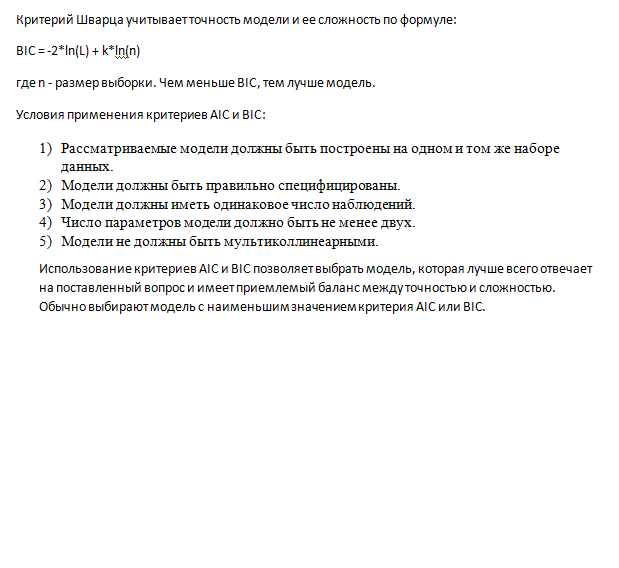 Критерий Шварца учитывает точность модели и ее сложность по формуле:
BIC = -2*ln(L) + k*ln(n)
где n - размер выборки. Чем меньше BIC, тем лучше модель.
Условия применения критериев AIC и BIC:
1) Рассматриваемые модели должны быть построены на одном и том же наборе
данных.
2) Модели должны быть правильно специфицированы.
3) Модели должны иметь одинаковое число наблюдений.
4) Число параметров модели должно быть не менее двух.
5) Модели не должны быть мультиколлинеарными.
Использование критериев AIC и BIC позволяет выбрать модель, которая лучше всего отвечает
на поставленный вопрос и имеет приемлемый баланс между точностью и сложностью.
Обычно выбирают модель с наименьшим значением критерия AIC или BIC.